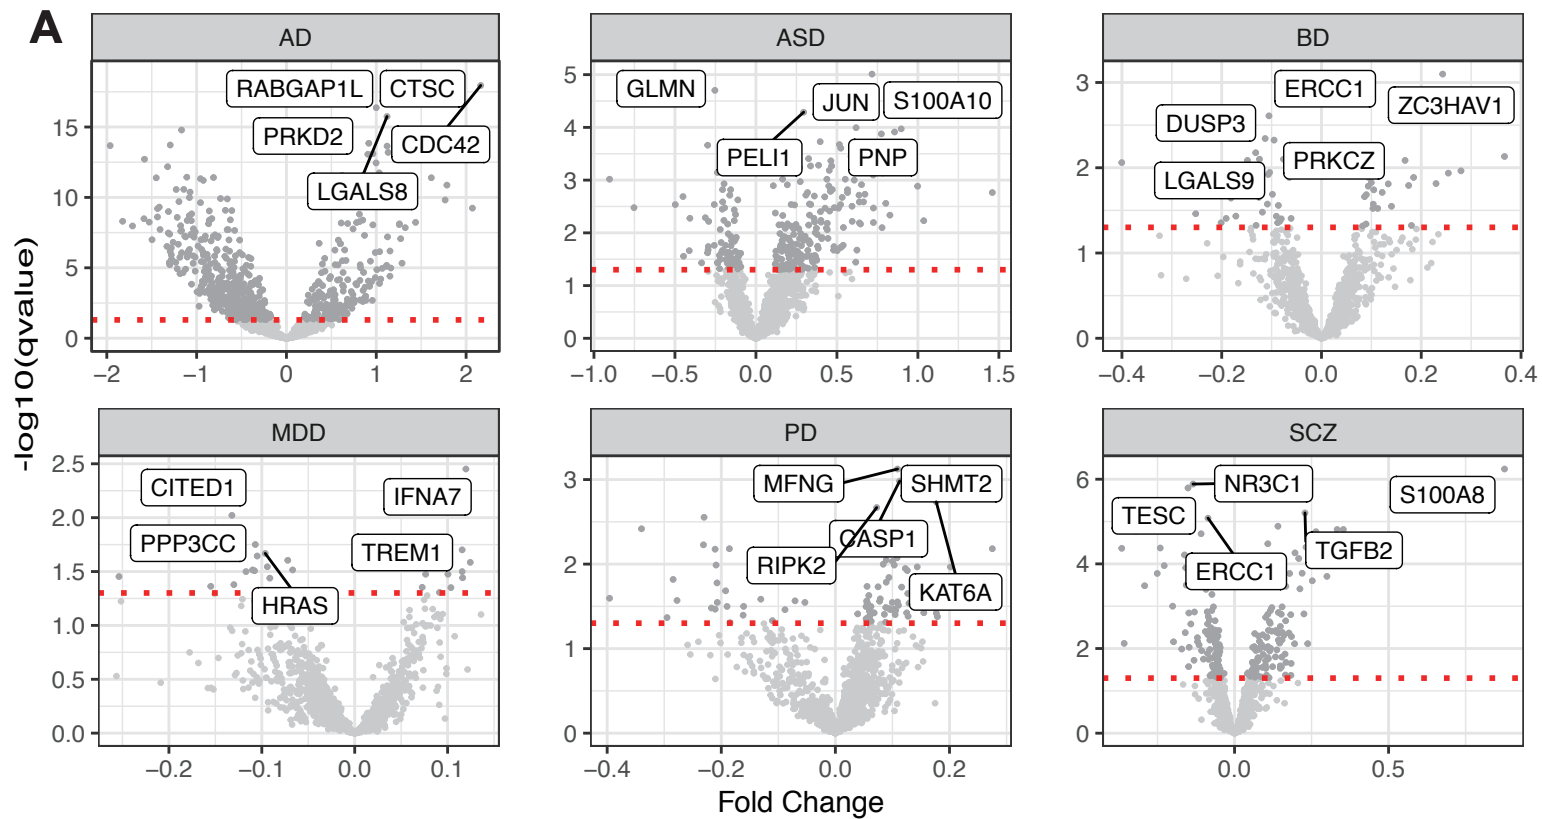 A
AD
ASD
BD
-log10(qvalue)
RABGAP1L
CTSC
PRKD2
CDC42
LGALS8
15
10
5
0
−2
−1
0
1
2
GLMN
JUN
S100A10
PELI1
PNP
5
4
3
2
1
0
−1.0
−0.5
0.0
0.5
1.0
1.5
ERCC1
ZC3HAV1
DUSP3
PRKCZ
LGALS9
3
2
1
0
−0.4
−0.2
0.0
0.2
0.4
MDD
PD
SCZ
CITED1
IFNA7
PPP3CC
TREM1
HRAS
2.5
2.0
1.5
1.0
0.5
0.0
−0.2
−0.1
0.0
0.1
MFNG
SHMT2
CASP1
RIPK2
KAT6A
3
2
1
0
−0.4
−0.2
0.0
0.2
NR3C1
S100A8
TESC
TGFB2
ERCC1
6
4
2
0
0.0
0.5
Fold Change